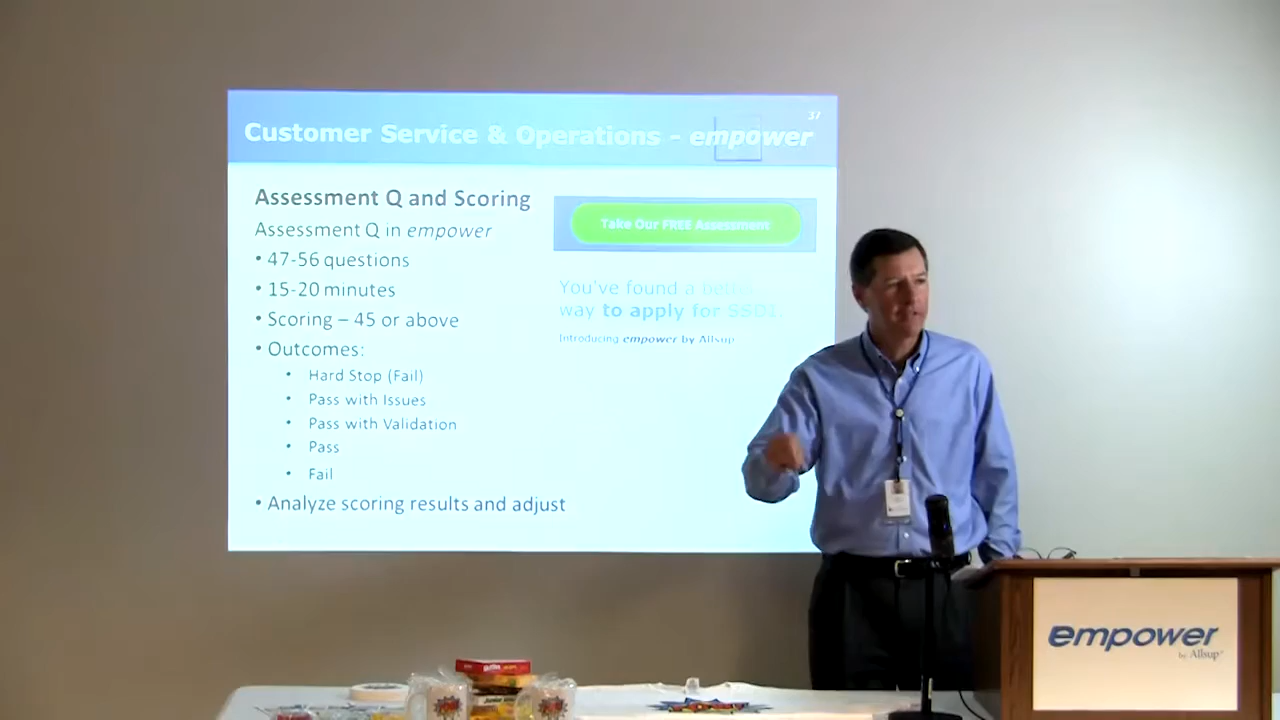 37
Customer Service & Operations - empower
Assessment Q and Scoring
Assessment Q in empower
• 47-56 questions
• 15-20 minutes
• Scoring – 45 or above
• Outcomes:
• Hard Stop (Fail)
• Pass with Issues
• Pass with Validation
• Pass
• Fail
• Analyze scoring results and adjust
Take Our FREE Assessment
You've found a better
way to apply for SSDI.
Introducing empower by Allsup
empower
by Allsup